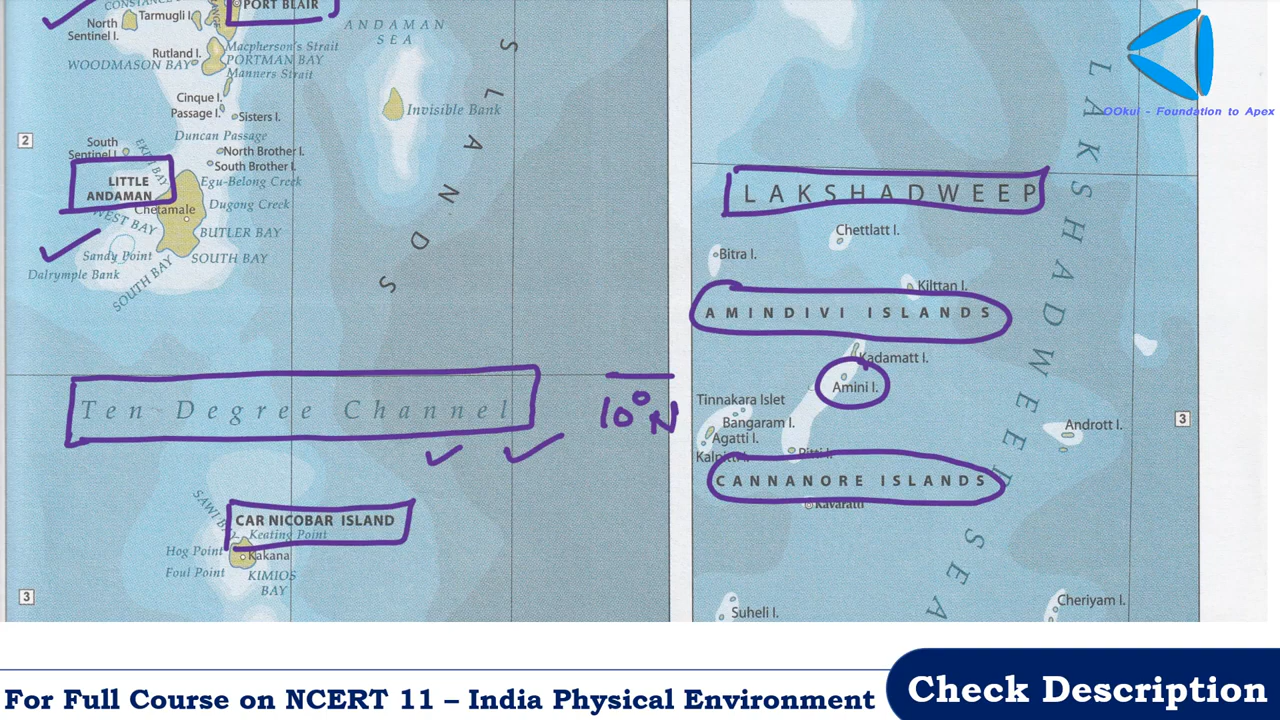 CONSTANCE
PORT BLAIR
North
Sentinel I.
Tarmugli I.
ANDAMAN
SEA
Rutland I.
Macpherson's Strait
WOODMASON BAY
PORTMAN BAY
Manners Strait
Cinque I.
Passage I.
Sisters I.
Invisible Bank
Duncan Passage
2
South
Sentinel I.
North Brother I.
South Brother I.
LITTLE
ANDAMAN
Egu-Belong Creek
Chetamale
Dugong Creek
WEST BAY
BUTLER BAY
Sandy Point
SOUTH BAY
Dalrymple Bank
SOUTH BAY
S L A N D S
Ten Degree Channel
10°N
CAR NICOBAR ISLAND
Keating Point
Hog Point
Kakana
Foul Point
KIMIOS
BAY
3
OOkul - Foundation to Apex
LAKSHADWEEP
Chettlatt I.
Bitra I.
Kilttan I.
AMINDIVI ISLANDS
Kadamatt I.
Amini I.
Tinnakara Islet
Bangaram I.
Agatti I.
Andrott I.
3
Pitti I.
CANNANORE ISLANDS
Kavaratti
Suheli I.
Cheriyam I.
LAKSHADWEEP SEA
For Full Course on NCERT 11 – India Physical Environment
Check Description